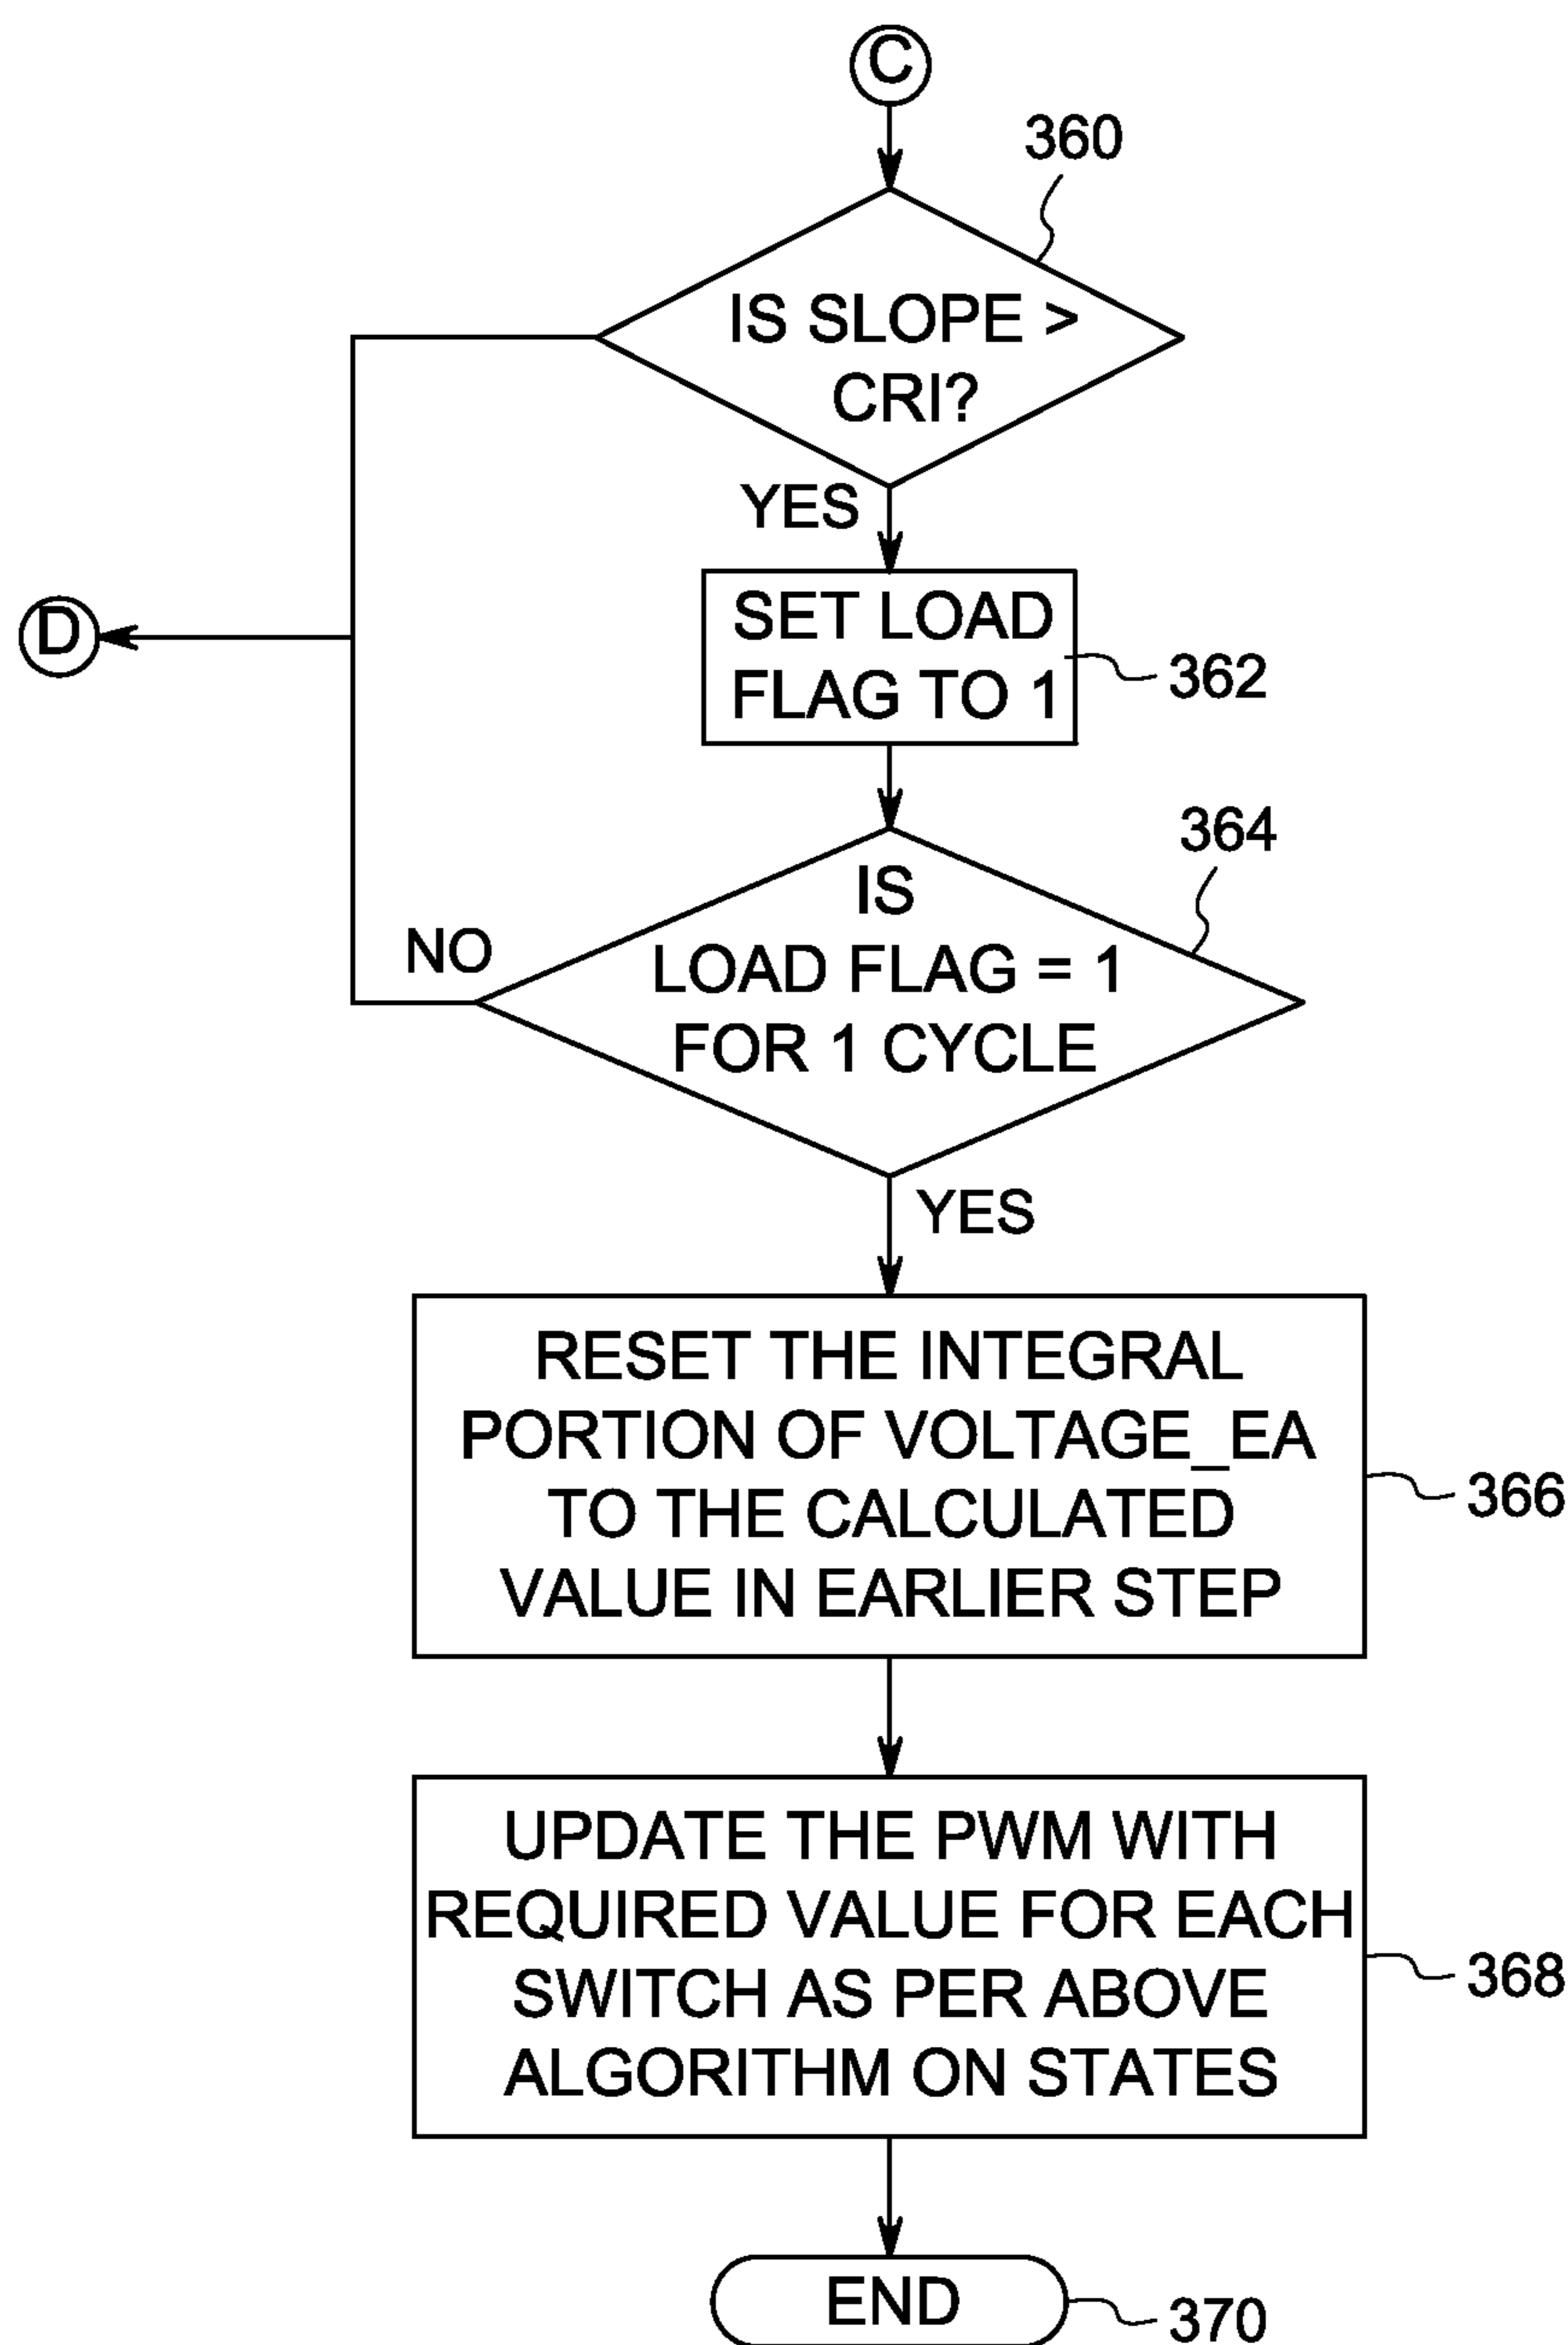 C
360
IS SLOPE >
CRI?
YES
SET LOAD
FLAG TO 1
362
D
364
IS
LOAD FLAG = 1
FOR 1 CYCLE
NO
YES
RESET THE INTEGRAL
PORTION OF VOLTAGE_EA
TO THE CALCULATED
VALUE IN EARLIER STEP
366
UPDATE THE PWM WITH
REQUIRED VALUE FOR EACH
SWITCH AS PER ABOVE
ALGORITHM ON STATES
368
END
370